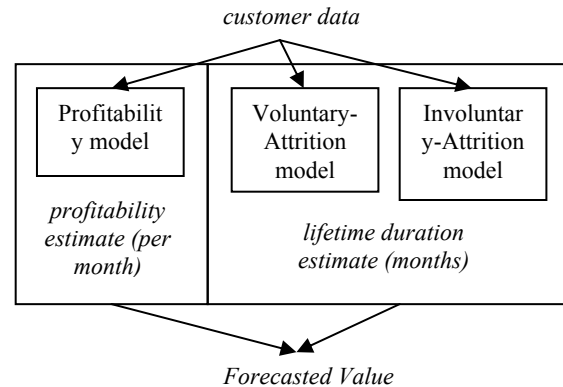 customer data
Profitabilit
y model
Voluntary-
Attrition
model
Involuntar
y-Attrition
model
profitability
estimate (per
month)
lifetime duration
estimate (months)
Forecasted Value